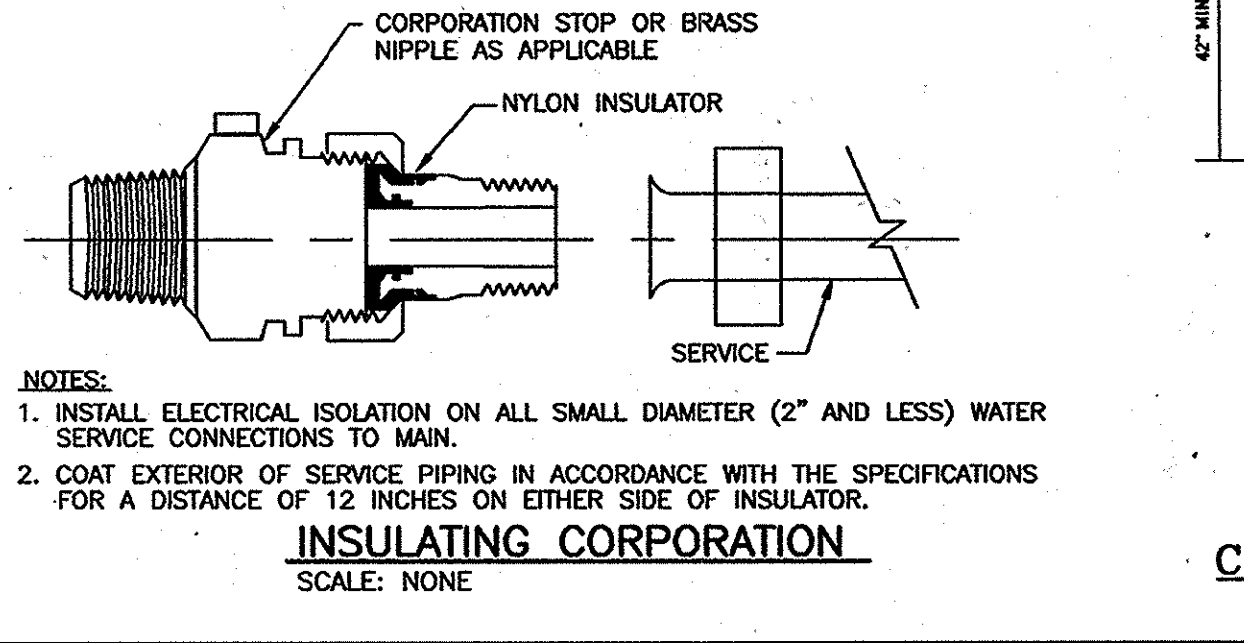 CORPORATION STOP OR BRASS
NIPPLE AS APPLICABLE
NYLON INSULATOR
42" MIN
SERVICE
NOTES:
1. INSTALL ELECTRICAL ISOLATION ON ALL SMALL DIAMETER (2" AND LESS) WATER
SERVICE CONNECTIONS TO MAIN.
2. COAT EXTERIOR OF SERVICE PIPING IN ACCORDANCE WITH THE SPECIFICATIONS
FOR A DISTANCE OF 12 INCHES ON EITHER SIDE OF INSULATOR.
INSULATING CORPORATION
SCALE: NONE
C